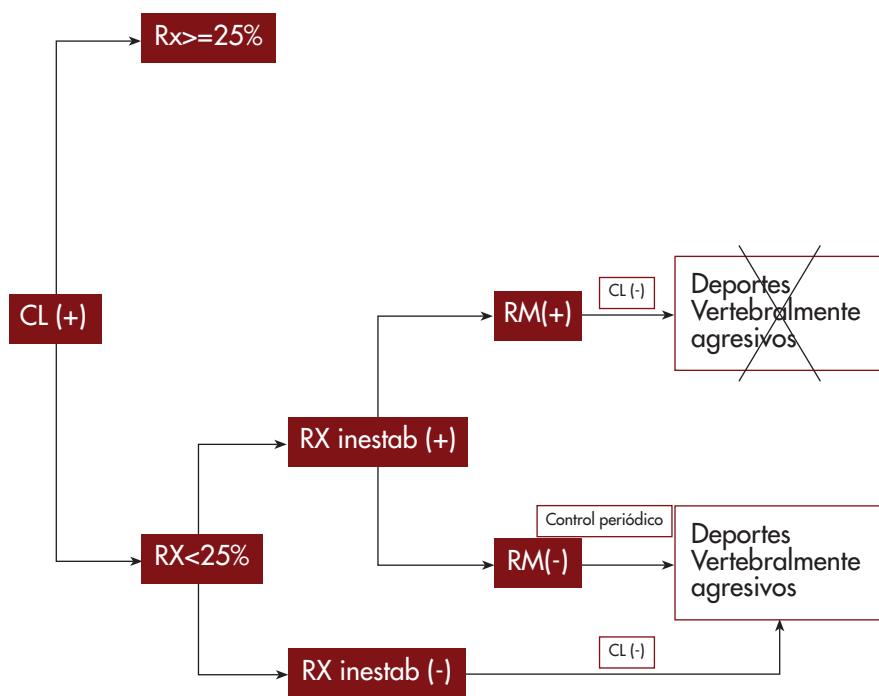 Rx>=25%
CL (+)
RM(+)
CL (-)
Deportes
Vertebralmente
agresivos
RX inestab (+)
RX<25%
Control periódico
RM(-)
Deportes
Vertebralmente
agresivos
RX inestab (-)
CL (-)